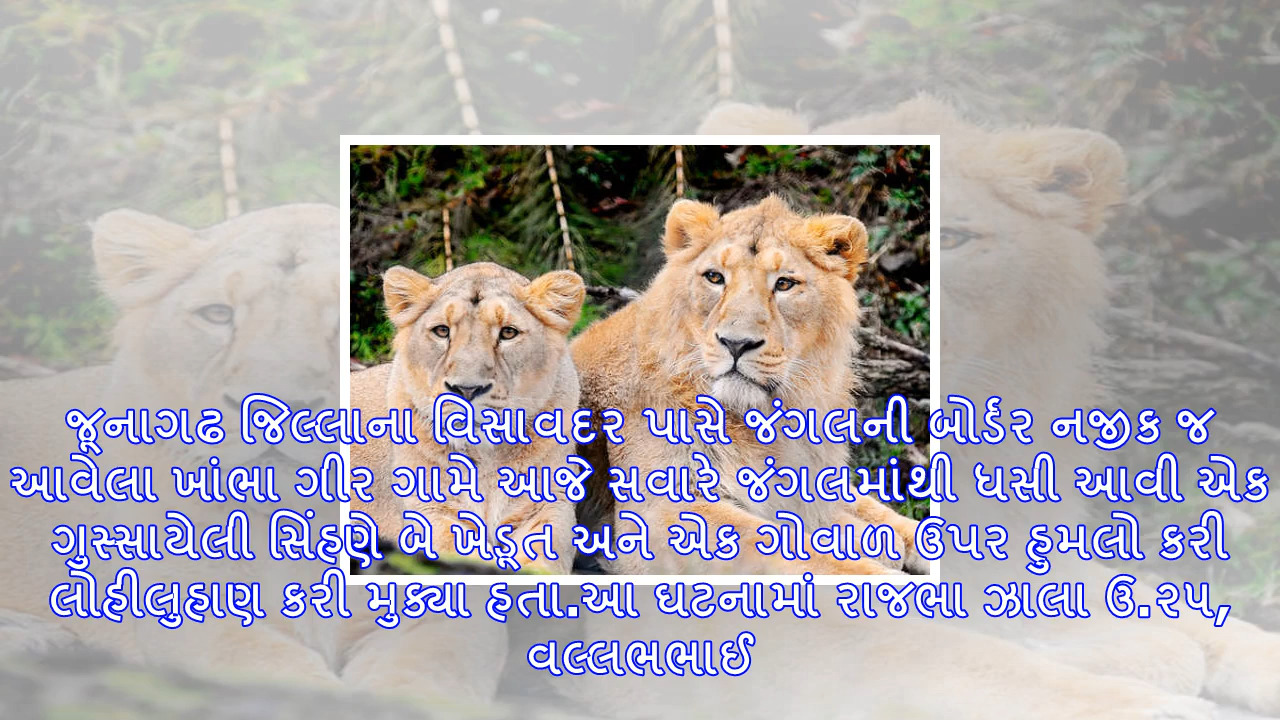 જૂનાગઢ જિલ્લાના વિસાવદર પાસે જંગલની બોર્ડર નજીક જ
આવેલા ખાંભા ગીર ગામે આજે સવારે જંગલમાંથી ધસી આવી એક
ગુસ્સાયેલી સિંહણે બે ખેડૂત અને એક ગોવાળ ઉપર હુમલો કરી
લોહીલુહાણ કરી મુક્યા હતા.આ ઘટનામાં રાજભા ઝાલા ઉ.૨૫,
વલ્લભભાઈ